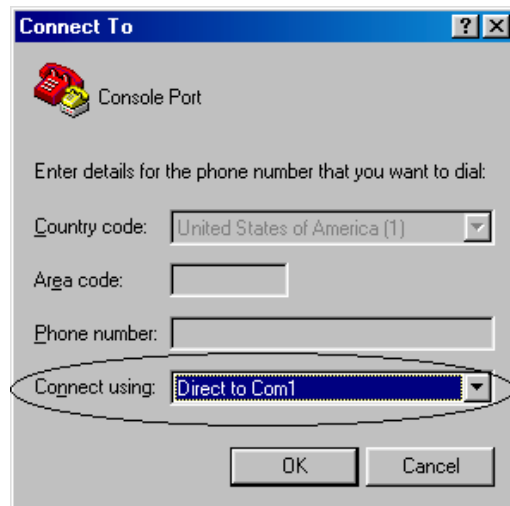 Connect To
Console Port
Enter details for the phone number that you want to dial:
Country code: United States of America (1)
Area code:
Phone number:
Connect using: Direct to Com1
OK Cancel